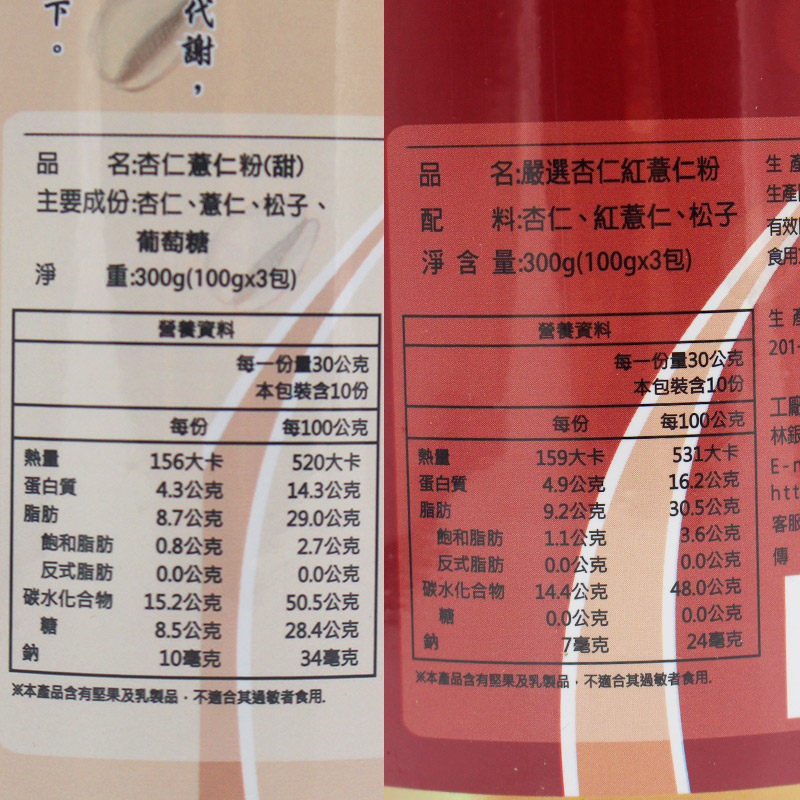 代謝，
下。
品　名:杏仁薏仁粉(甜)
主要成份:杏仁、薏仁、松子、
葡萄糖
淨　重:300g(100gx3包)
營養資料
每一份量30公克
本包裝含10份
每份 每100公克
熱量 156大卡 520大卡
蛋白質 4.3公克 14.3公克
脂肪 8.7公克 29.0公克
飽和脂肪 0.8公克 2.7公克
反式脂肪 0.0公克 0.0公克
碳水化合物 15.2公克 50.5公克
糖 8.5公克 28.4公克
鈉 10毫克 34毫克
※本產品含有堅果及乳製品，不適合其過敏者食用.
品　名:嚴選杏仁紅薏仁粉
配　料:杏仁、紅薏仁、松子
淨含量:300g(100gx3包)
營養資料
每一份量30公克
本包裝含10份
每份 每100公克
熱量 159大卡 531大卡
蛋白質 4.9公克 16.2公克
脂肪 9.2公克 30.5公克
飽和脂肪 1.1公克 3.6公克
反式脂肪 0.0公克 0.0公克
碳水化合物 14.4公克 48.0公克
糖 0.0公克 0.0公克
鈉 7毫克 24毫克
※本產品含有堅果及乳製品，不適合其過敏者食用.
生產
生產
有效
食用
生產
201-
工廠
林銀
E-m
htt
客服
傳